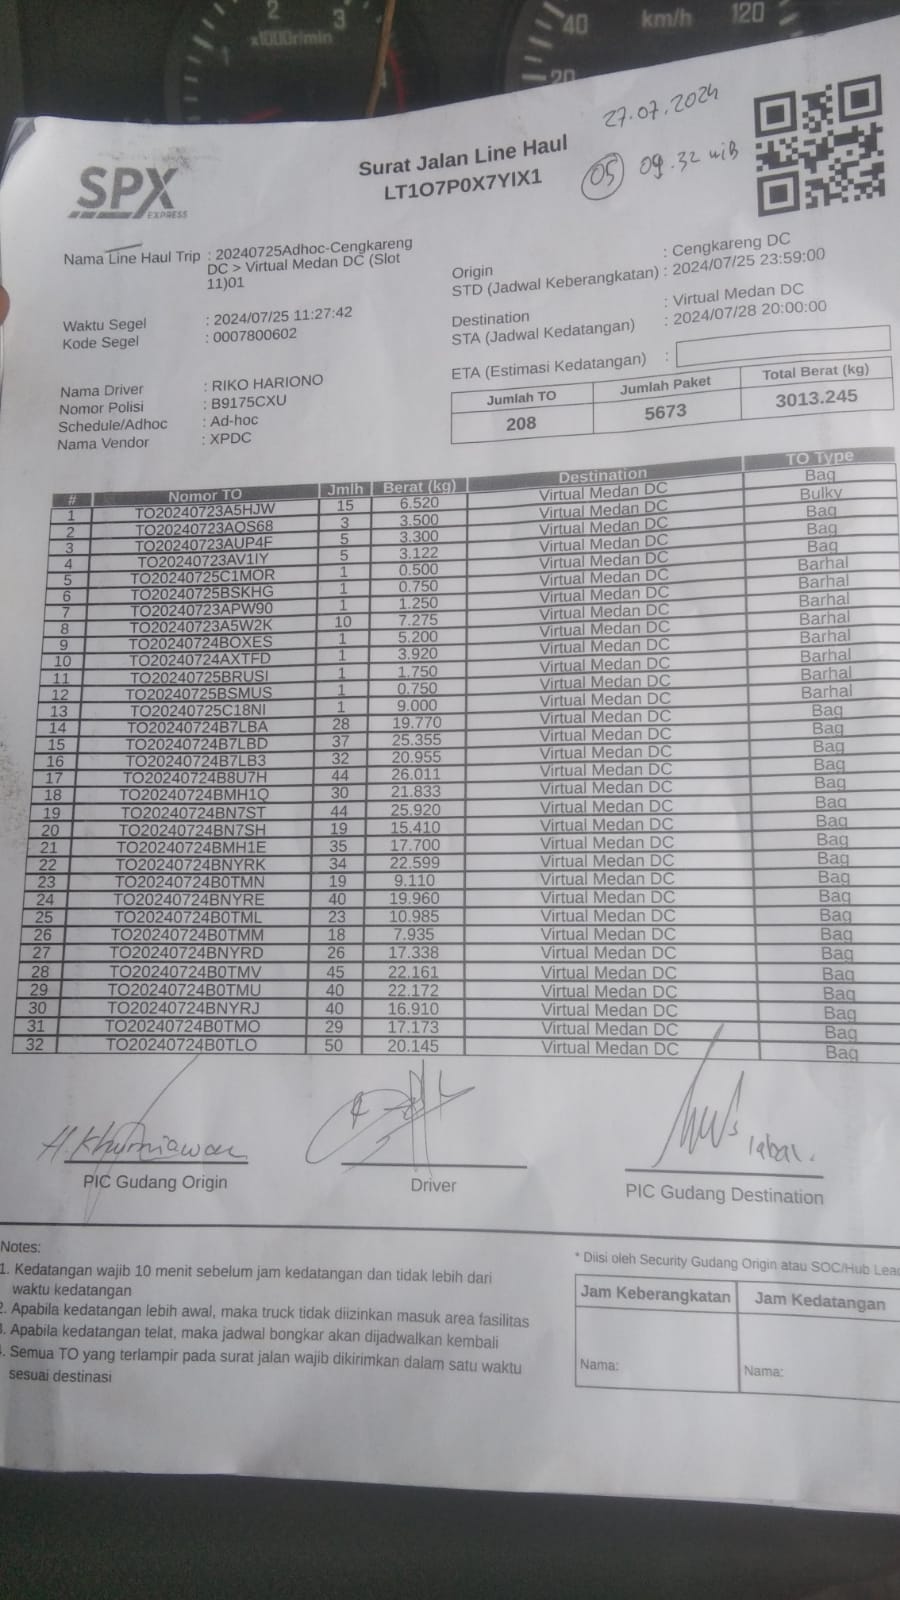 2 3
x1000r/min
40 km/h 120
20
27.07.2024
SPX
EXPRESS
Surat Jalan Line Haul
LT1O7P0X7YIX1
05 09.32 WIB
Nama Line Haul Trip : 20240725Adhoc-Cengkareng
DC > Virtual Medan DC (Slot
11)01
Waktu Segel : 2024/07/25 11:27:42
Kode Segel : 0007800602
Nama Driver : RIKO HARIONO
Nomor Polisi : B9175CXU
Schedule/Adhoc : Ad-hoc
Nama Vendor : XPDC
Origin : Cengkareng DC
STD (Jadwal Keberangkatan) : 2024/07/25 23:59:00
Destination : Virtual Medan DC
STA (Jadwal Kedatangan) : 2024/07/28 20:00:00
ETA (Estimasi Kedatangan) :
Jumlah TO Jumlah Paket Total Berat (kg)
208 5673 3013.245
# Nomor TO Jmlh Berat (kg) Destination TO Type
1 TO20240723A5HJW 15 6.520 Virtual Medan DC Bag
2 TO20240723AOS68 3 3.500 Virtual Medan DC Bulky
3 TO20240723AUP4F 5 3.300 Virtual Medan DC Bag
4 TO20240723AV1IY 5 3.122 Virtual Medan DC Bag
5 TO20240725C1MOR 1 0.500 Virtual Medan DC Bag
6 TO20240725BSKHG 1 0.750 Virtual Medan DC Barhal
7 TO20240723APW90 1 1.250 Virtual Medan DC Barhal
8 TO20240723A5W2K 10 7.275 Virtual Medan DC Barhal
9 TO20240724BOXES 1 5.200 Virtual Medan DC Barhal
10 TO20240724AXTFD 1 3.920 Virtual Medan DC Barhal
11 TO20240725BRUSI 1 1.750 Virtual Medan DC Barhal
12 TO20240725BSMUS 1 0.750 Virtual Medan DC Barhal
13 TO20240725C18NI 1 9.000 Virtual Medan DC Barhal
14 TO20240724B7LBA 28 19.770 Virtual Medan DC Bag
15 TO20240724B7LBD 37 25.355 Virtual Medan DC Bag
16 TO20240724B7LB3 32 20.955 Virtual Medan DC Bag
17 TO20240724B8U7H 44 26.011 Virtual Medan DC Bag
18 TO20240724BMH1Q 30 21.833 Virtual Medan DC Bag
19 TO20240724BN7ST 44 25.920 Virtual Medan DC Bag
20 TO20240724BN7SH 19 15.410 Virtual Medan DC Bag
21 TO20240724BMH1E 35 17.700 Virtual Medan DC Bag
22 TO20240724BNYRK 34 22.599 Virtual Medan DC Bag
23 TO20240724B0TMN 19 9.110 Virtual Medan DC Bag
24 TO20240724BNYRE 40 19.960 Virtual Medan DC Bag
25 TO20240724B0TML 23 10.985 Virtual Medan DC Bag
26 TO20240724B0TMM 18 7.935 Virtual Medan DC Bag
27 TO20240724BNYRD 26 17.338 Virtual Medan DC Bag
28 TO20240724B0TMV 45 22.161 Virtual Medan DC Bag
29 TO20240724B0TMU 40 22.172 Virtual Medan DC Bag
30 TO20240724BNYRJ 40 16.910 Virtual Medan DC Bag
31 TO20240724B0TMO 29 17.173 Virtual Medan DC Bag
32 TO20240724B0TLO 50 20.145 Virtual Medan DC Bag
H. Khurniawan
Iqbal.
PIC Gudang Origin Driver PIC Gudang Destination
Notes:
1. Kedatangan wajib 10 menit sebelum jam kedatangan dan tidak lebih dari
waktu kedatangan
2. Apabila kedatangan lebih awal, maka truck tidak diizinkan masuk area fasilitas
. Apabila kedatangan telat, maka jadwal bongkar akan dijadwalkan kembali
. Semua TO yang terlampir pada surat jalan wajib dikirimkan dalam satu waktu
sesuai destinasi
* Diisi oleh Security Gudang Origin atau SOC/Hub Lea
Jam Keberangkatan Jam Kedatangan
Nama: Nama: